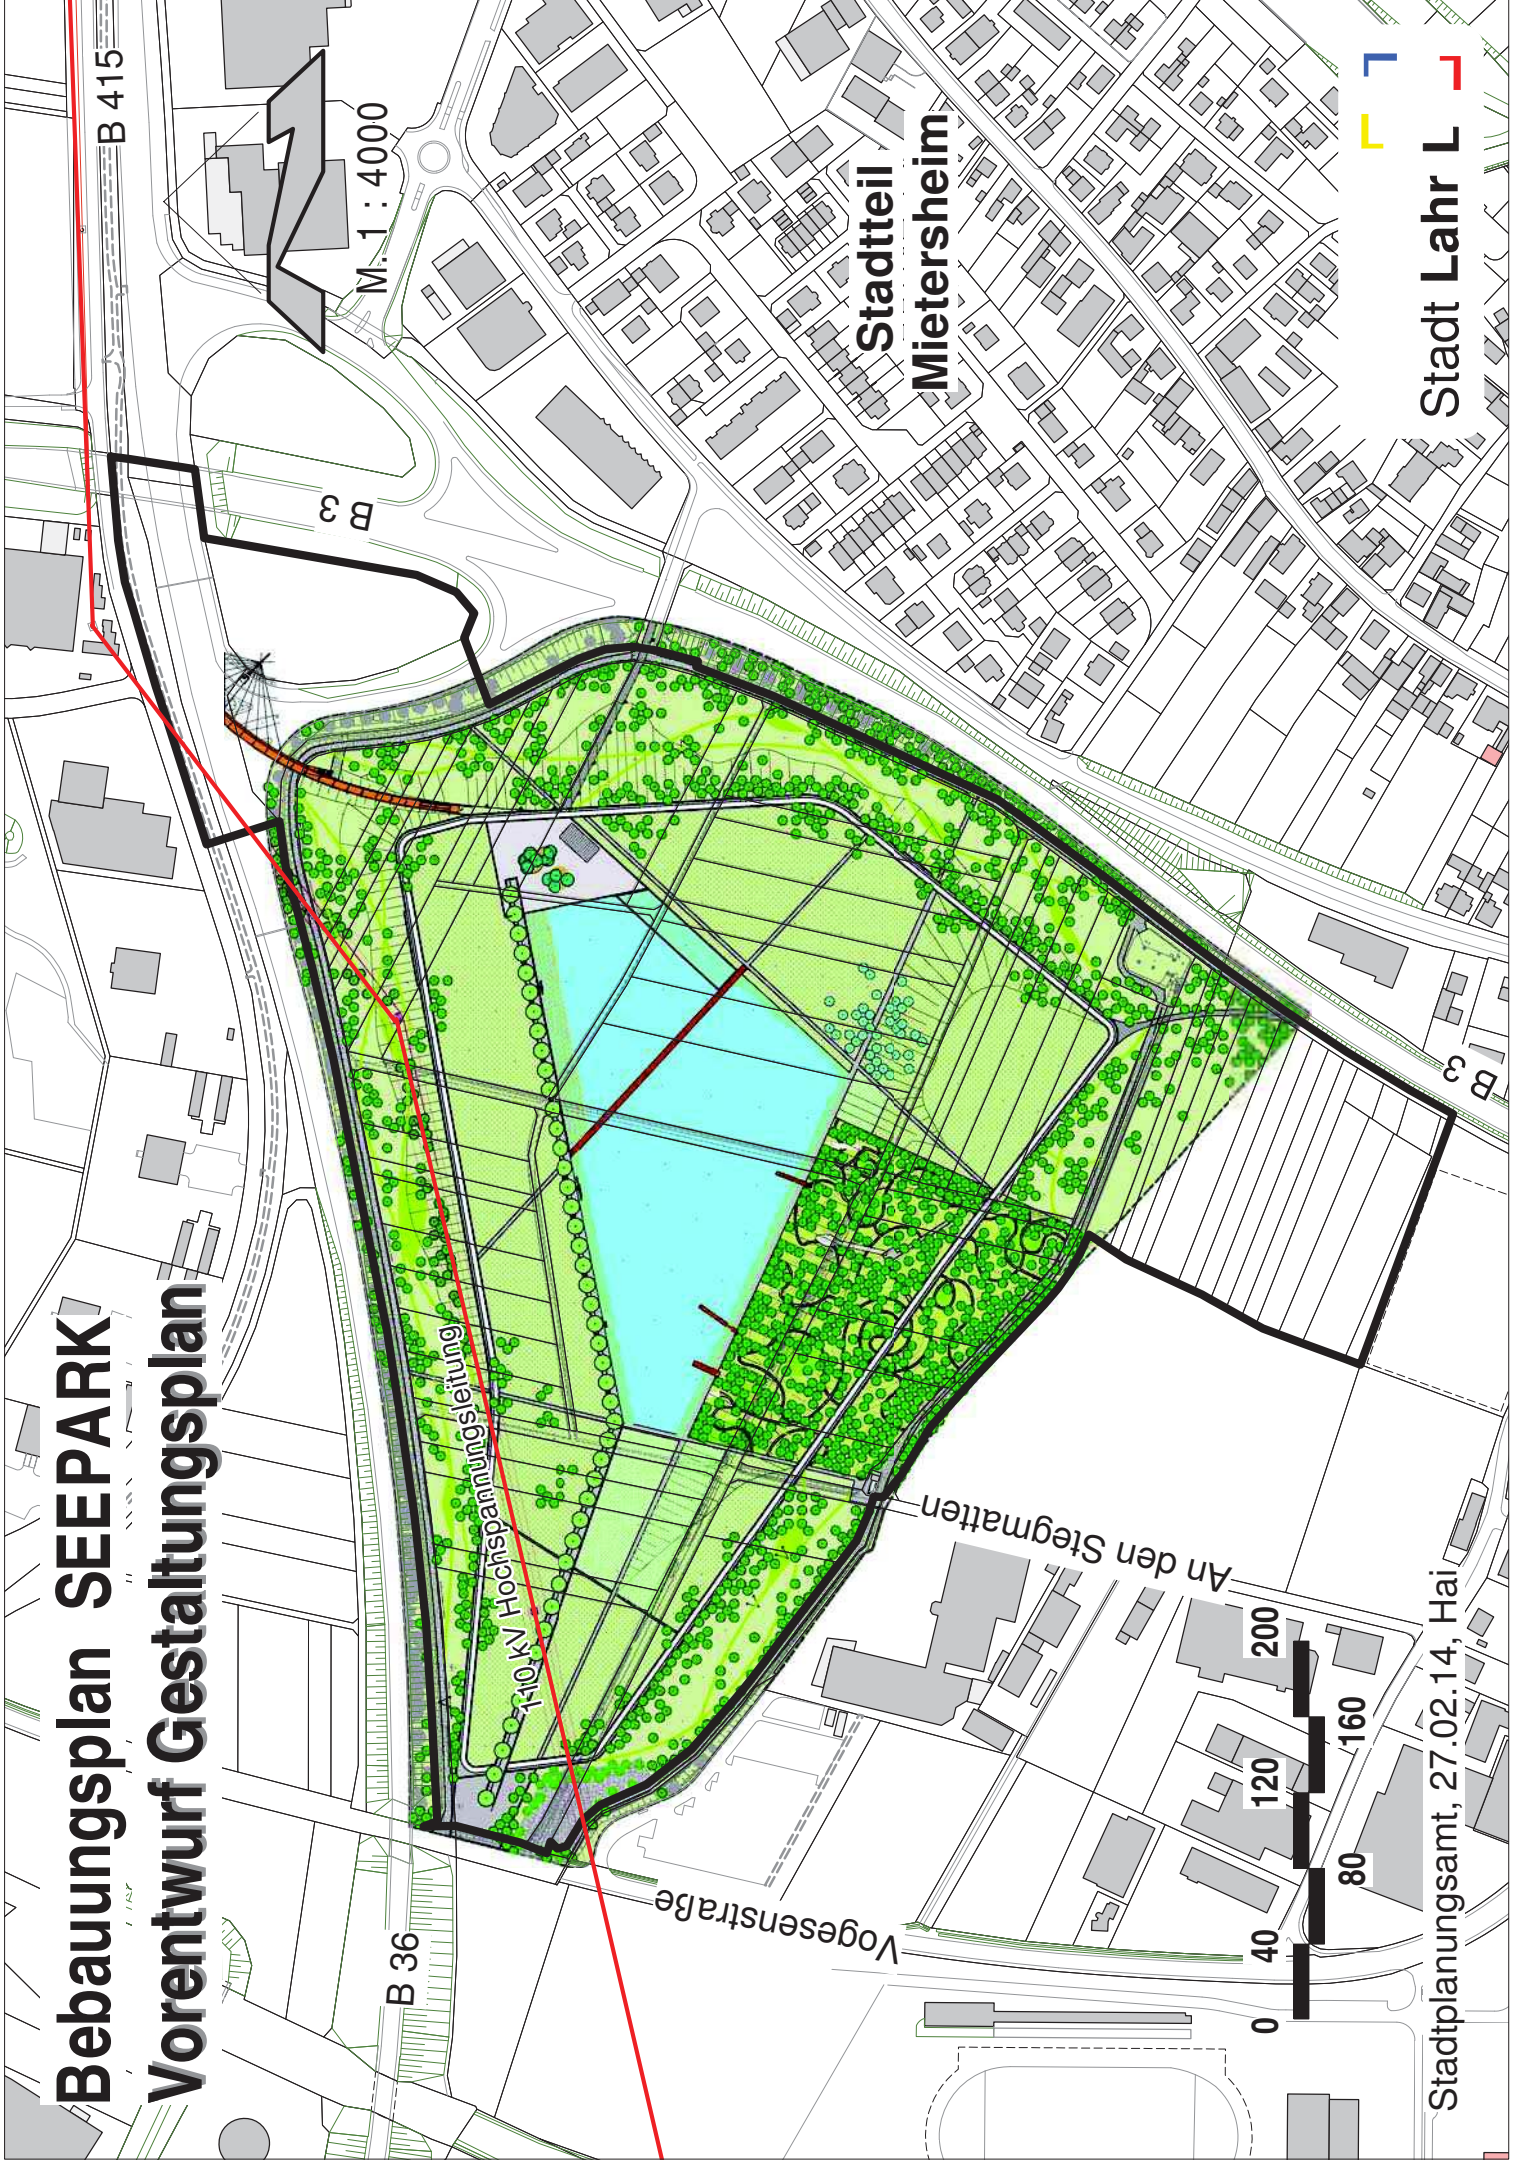 Bebauungsplan SEEPARK
Vorentwurf Gestaltungsplan
B 415
M. 1 : 4000
B 3
Stadtteil
Mietersheim
110 kV Hochspannungsleitung
B 36
An den Stegmatten
Vogesenstraße
B 3
0 40 80 120 160 200
Stadtplanungsamt, 27.02.14, Hai
Stadt Lahr L